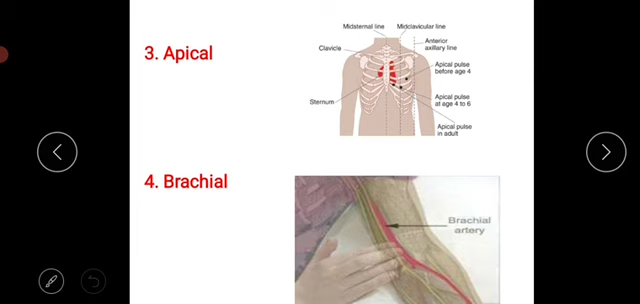 3. Apical
Midsternal line
Midclavicular line
Anterior
axillary line
Clavicle
Apical pulse
before age 4
Sternum
Apical pulse
at age 4 to 6
Apical pulse
in adult
4. Brachial
Brachial
artery